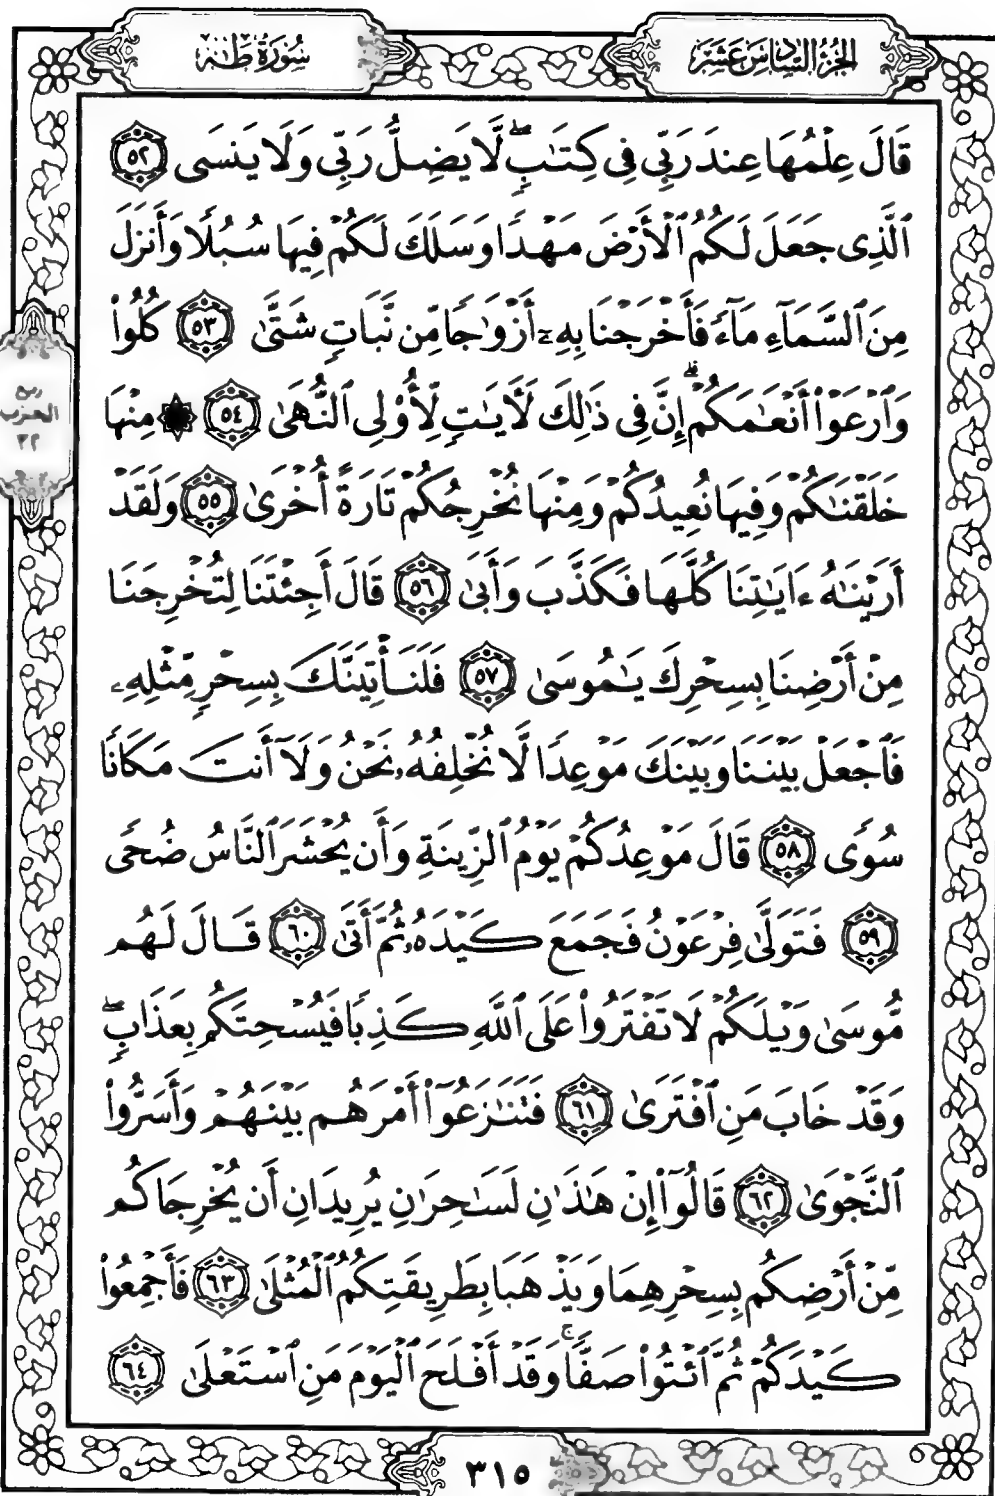 الجزء السادس عشر
سورة طه
قَالَ عِلْمُهَا عِندَ رَبِّي فِي كِتَٰبٍۖ لَّا يَضِلُّ رَبِّي وَلَا يَنسَى ٥٢
ٱلَّذِي جَعَلَ لَكُمُ ٱلْأَرْضَ مَهْدًا وَسَلَكَ لَكُمْ فِيهَا سُبُلًا وَأَنزَلَ
مِنَ ٱلسَّمَآءِ مَآءً فَأَخْرَجْنَا بِهِۦٓ أَزْوَٰجًا مِّن نَّبَاتٍ شَتَّىٰ ٥٣ كُلُوا۟
وَٱرْعَوْا۟ أَنْعَٰمَكُمْۗ إِنَّ فِي ذَٰلِكَ لَأٓيَٰتٍ لِّأُو۟لِي ٱلنُّهَىٰ ٥٤ ۞ مِنْهَا
خَلَقْنَٰكُمْ وَفِيهَا نُعِيدُكُمْ وَمِنْهَا نُخْرِجُكُمْ تَارَةً أُخْرَىٰ ٥٥ وَلَقَدْ
أَرَيْنَٰهُ ءَايَٰتِنَا كُلَّهَا فَكَذَّبَ وَأَبَىٰ ٥٦ قَالَ أَجِئْتَنَا لِتُخْرِجَنَا
مِنْ أَرْضِنَا بِسِحْرِكَ يَٰمُوسَىٰ ٥٧ فَلَنَأْتِيَنَّكَ بِسِحْرٍ مِّثْلِهِۦ
فَٱجْعَلْ بَيْنَنَا وَبَيْنَكَ مَوْعِدًا لَّا نُخْلِفُهُۥ نَحْنُ وَلَآ أَنتَ مَكَانًا
سُوًى ٥٨ قَالَ مَوْعِدُكُمْ يَوْمُ ٱلزِّينَةِ وَأَن يُحْشَرَ ٱلنَّاسُ ضُحًى
٥٩ فَتَوَلَّىٰ فِرْعَوْنُ فَجَمَعَ كَيْدَهُۥ ثُمَّ أَتَىٰ ٦٠ قَالَ لَهُم
مُّوسَىٰ وَيْلَكُمْ لَا تَفْتَرُوا۟ عَلَى ٱللَّهِ كَذِبًا فَيُسْحِتَكُم بِعَذَابٍۖ
وَقَدْ خَابَ مَنِ ٱفْتَرَىٰ ٦١ فَتَنَٰزَعُوٓا۟ أَمْرَهُم بَيْنَهُمْ وَأَسَرُّوا۟
ٱلنَّجْوَىٰ ٦٢ قَالُوٓا۟ إِنْ هَٰذَٰنِ لَسَٰحِرَٰنِ يُرِيدَانِ أَن يُخْرِجَاكُم
مِّنْ أَرْضِكُم بِسِحْرِهِمَا وَيَذْهَبَا بِطَرِيقَتِكُمُ ٱلْمُثْلَىٰ ٦٣ فَأَجْمِعُوا۟
كَيْدَكُمْ ثُمَّ ٱئْتُوا۟ صَفًّاۚ وَقَدْ أَفْلَحَ ٱلْيَوْمَ مَنِ ٱسْتَعْلَىٰ ٦٤
ربع
الحزب
٣٢
٣١٥